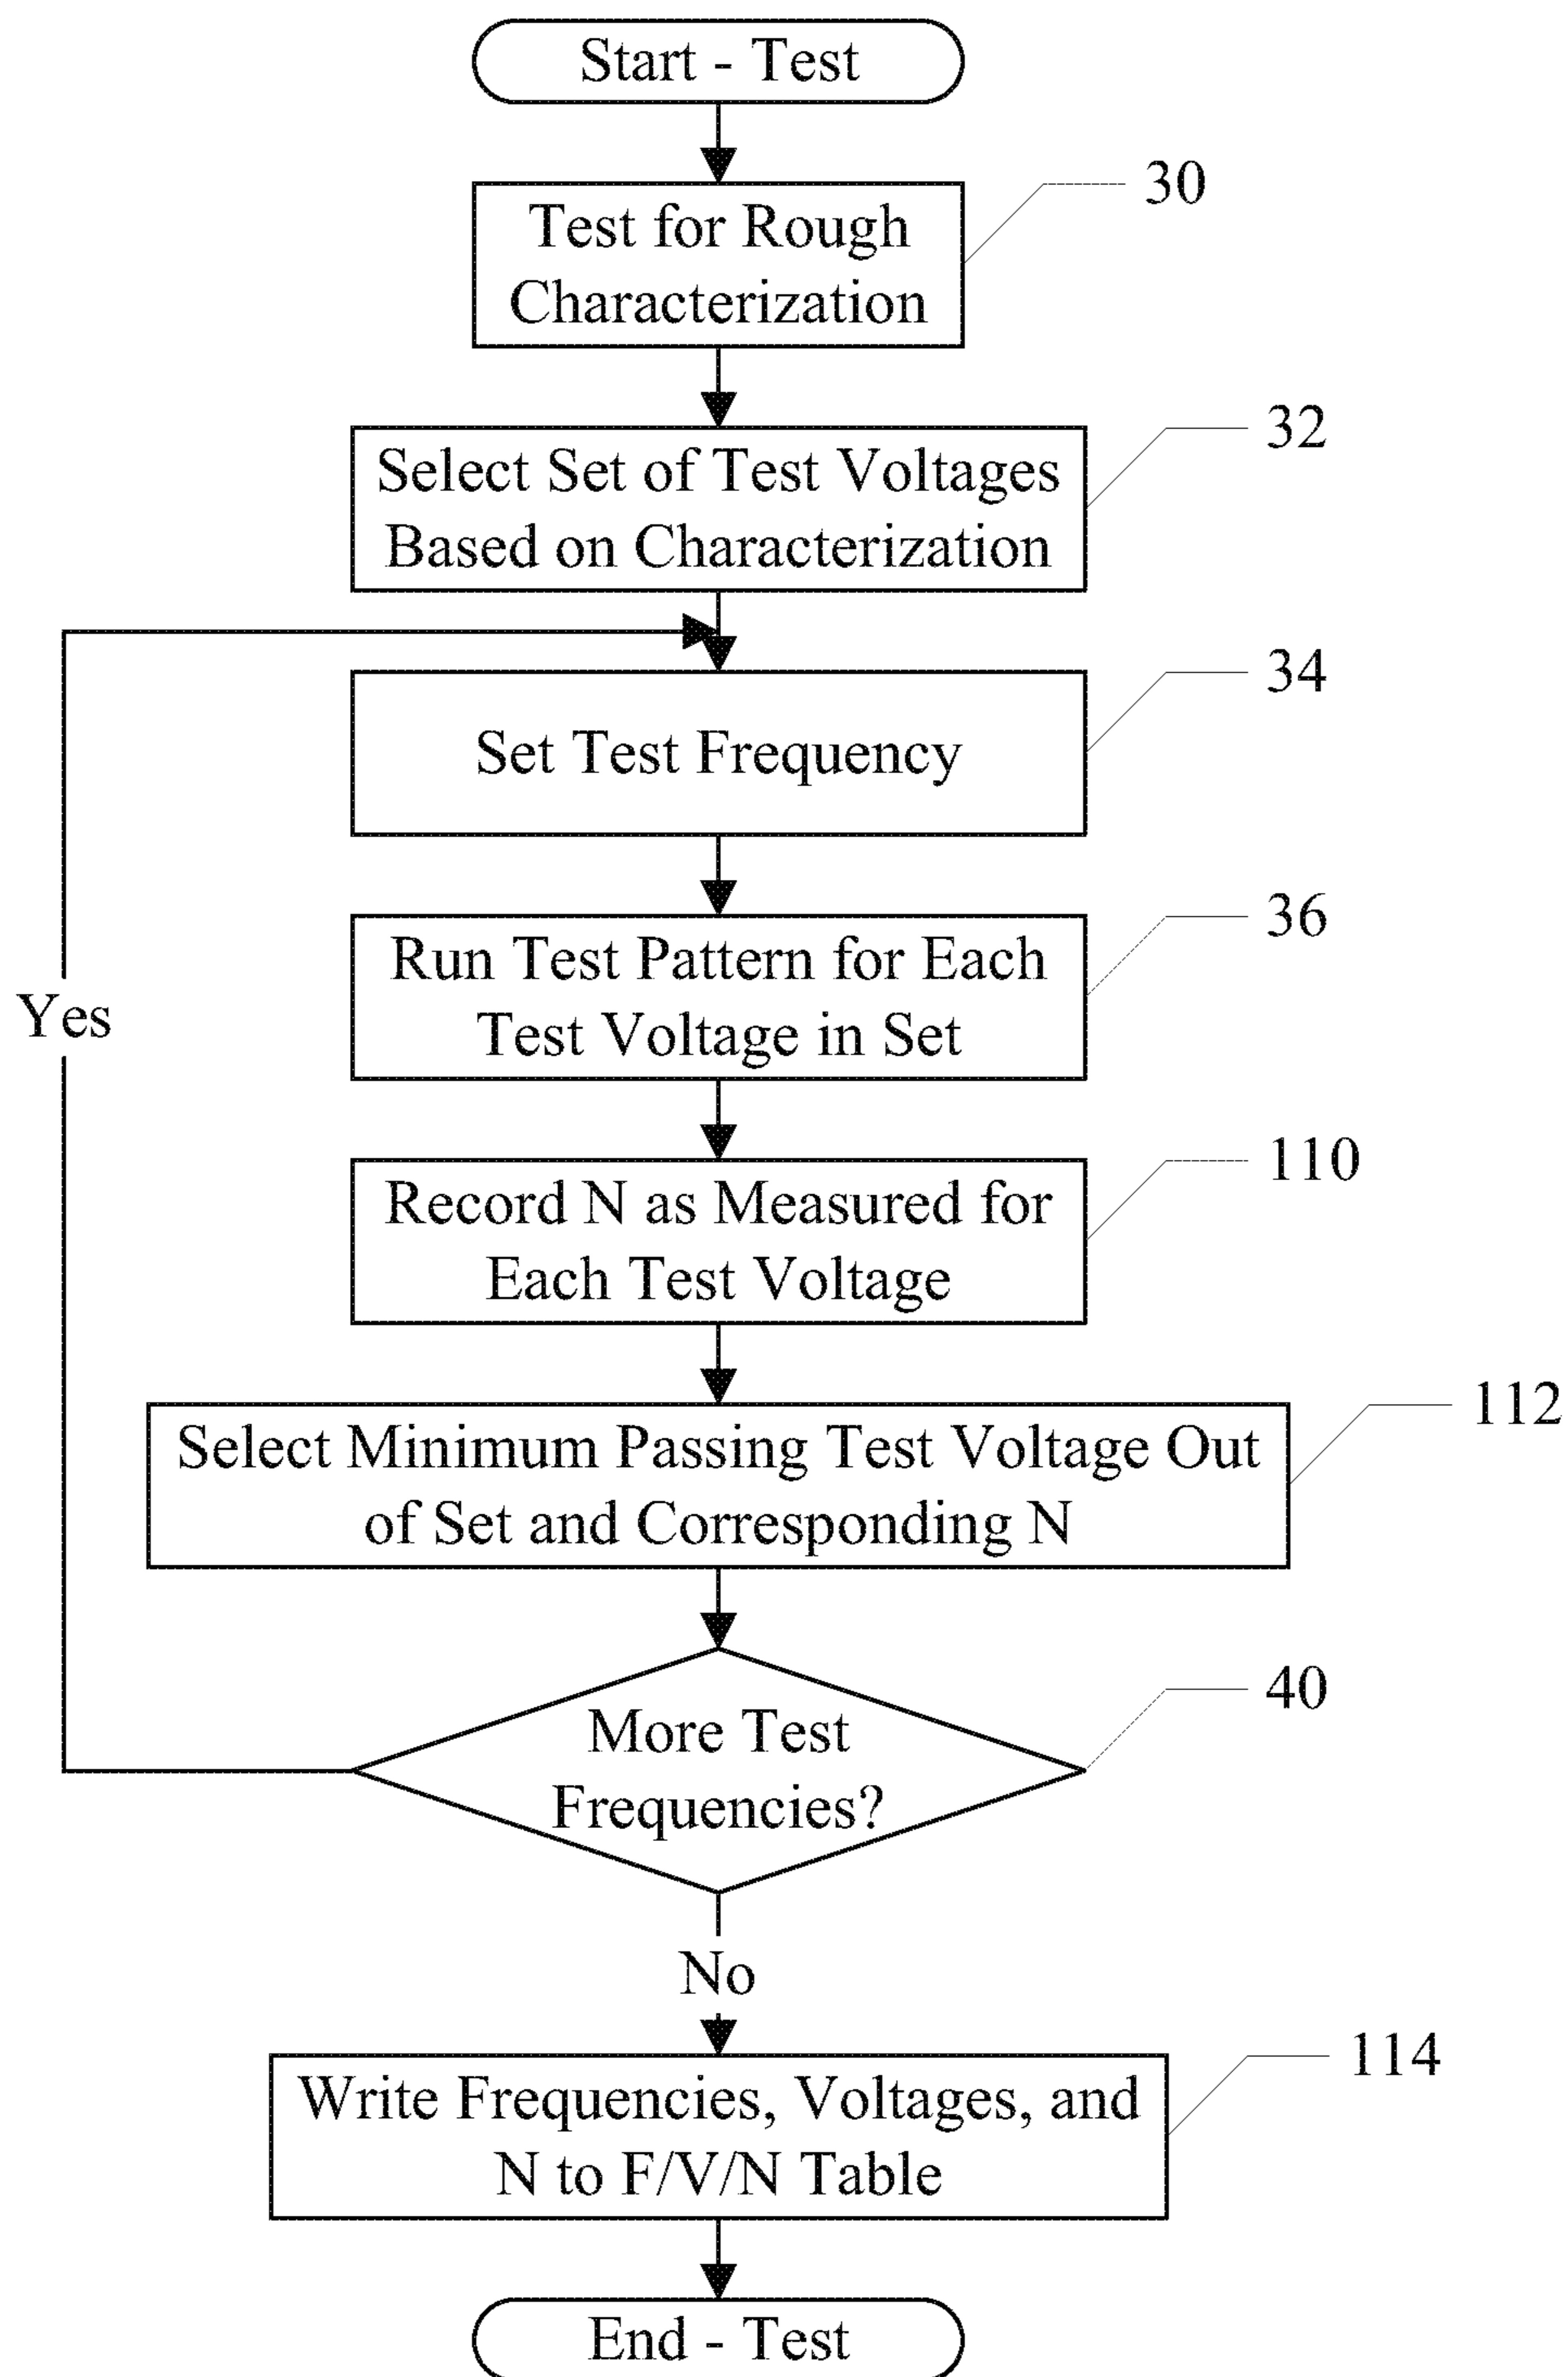 Start - Test
Test for Rough
Characterization
30
Select Set of Test Voltages
Based on Characterization
32
Set Test Frequency
34
Run Test Pattern for Each
Test Voltage in Set
36
Yes
Record N as Measured for
Each Test Voltage
110
Select Minimum Passing Test Voltage Out
of Set and Corresponding N
112
More Test
Frequencies?
40
No
Write Frequencies, Voltages, and
N to F/V/N Table
114
End - Test